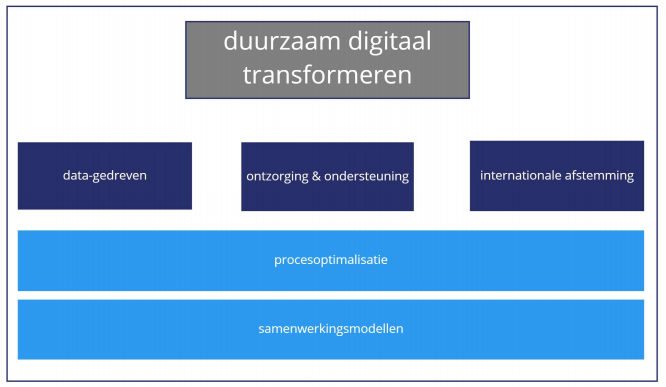 duurzaam digitaal
transformeren
data-gedreven
ontzorging & ondersteuning
internationale afstemming
procesoptimalisatie
samenwerkingsmodellen